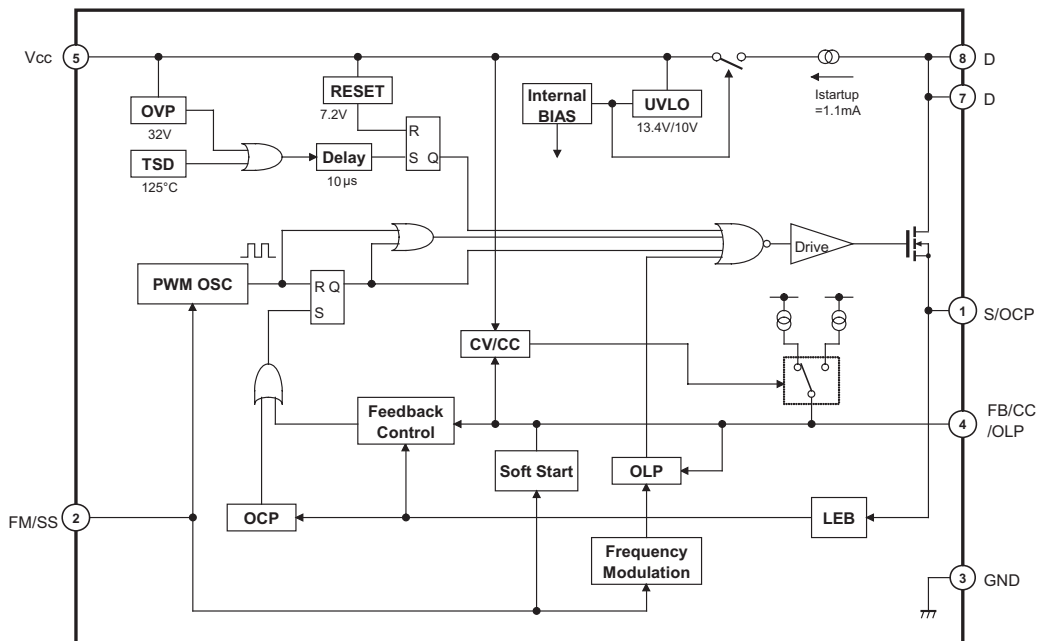 Vcc
5
8
D
RESET
7.2V
Internal
BIAS
UVLO
13.4V/10V
Istartup
=1.1mA
7
D
OVP
32V
TSD
125°C
Delay
10µs
R
S Q
PWM OSC
R Q
S
Drive
1
S/OCP
CV/CC
Feedback
Control
4
FB/CC
/OLP
Soft Start
OLP
FM/SS
2
OCP
LEB
Frequency
Modulation
3
GND